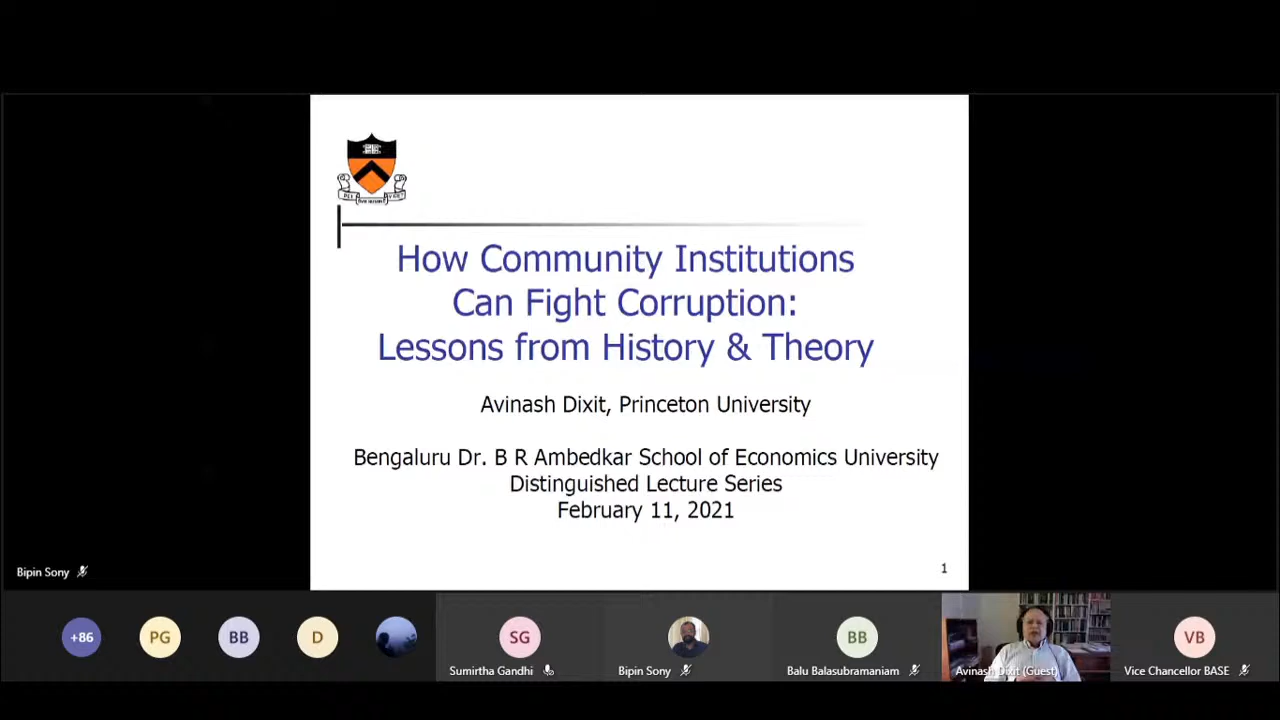 How Community Institutions
Can Fight Corruption:
Lessons from History & Theory
Avinash Dixit, Princeton University
Bengaluru Dr. B R Ambedkar School of Economics University
Distinguished Lecture Series
February 11, 2021
1
Bipin Sony
+86
PG
BB
D
SG
BB
VB
Sumirtha Gandhi
Bipin Sony
Balu Balasubramaniam
Avinash Dixit (Guest)
Vice Chancellor BASE